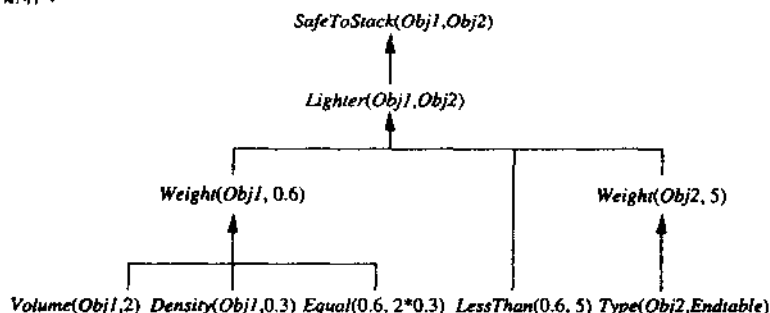 SafeToStack(Obj1,Obj2)
Lighter(Obj1,Obj2)
Weight(Obj1, 0.6) Weight(Obj2, 5)
Volume(Obj1,2) Density(Obj1,0.3) Equal(0.6, 2*0.3) LessThan(0.6, 5) Type(Obj2,Endtable)